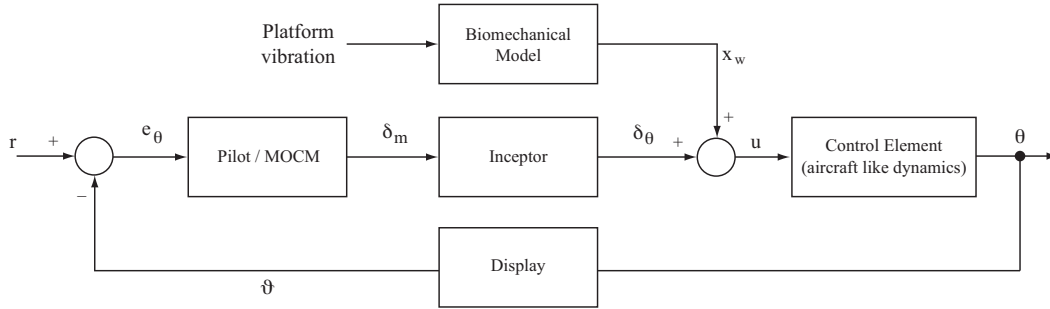 Platform
vibration
Biomechanical
Model
x_w
+
r
+
−
e_θ
Pilot / MOCM
δ_m
Inceptor
δ_θ
+
u
Control Element
(aircraft like dynamics)
θ
Display
ϑ